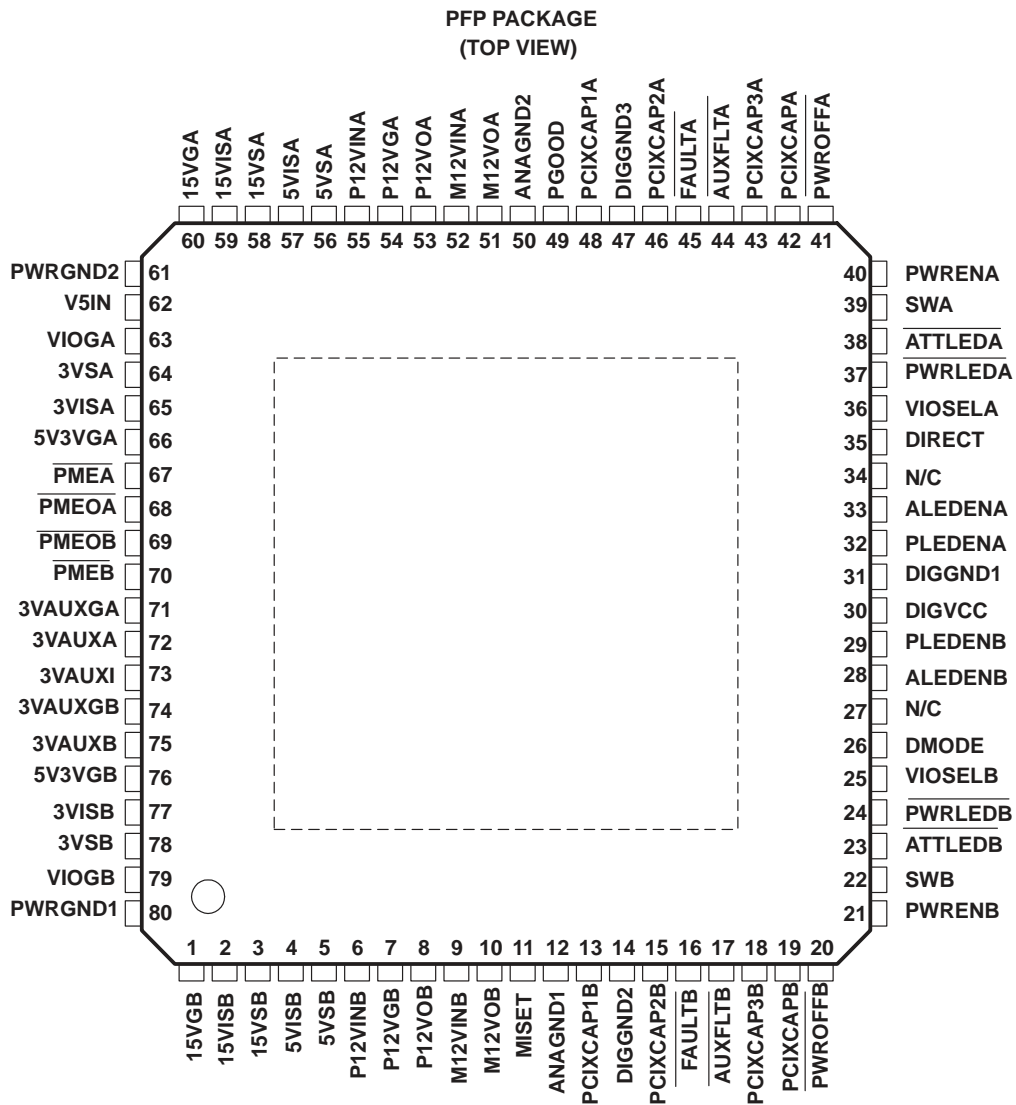 PFP PACKAGE
(TOP VIEW)
15VGA
15VISA
15VSA
5VISA
5VSA
P12VINA
P12VGA
P12VOA
M12VINA
M12VOA
ANAGND2
PGOOD
PCIXCAP1A
DIGGND3
PCIXCAP2A
FAULTA
AUXFLTA
PCIXCAP3A
PCIXCAPA
PWROFFA
60 59 58 57 56 55 54 53 52 51 50 49 48 47 46 45 44 43 42 41
PWRGND2 61 40 PWRENA
V5IN 62 39 SWA
VIOGA 63 38 ATTLEDA
3VSA 64 37 PWRLEDA
3VISA 65 36 VIOSELA
5V3VGA 66 35 DIRECT
PMEA 67 34 N/C
PMEOA 68 33 ALEDENA
PMEOB 69 32 PLEDENA
PMEB 70 31 DIGGND1
3VAUXGA 71 30 DIGVCC
3VAUXA 72 29 PLEDENB
3VAUXI 73 28 ALEDENB
3VAUXGB 74 27 N/C
3VAUXB 75 26 DMODE
5V3VGB 76 25 VIOSELB
3VISB 77 24 PWRLEDB
3VSB 78 23 ATTLEDB
VIOGB 79 22 SWB
PWRGND1 80 21 PWRENB
1 2 3 4 5 6 7 8 9 10 11 12 13 14 15 16 17 18 19 20
15VGB
15VISB
15VSB
5VISB
5VSB
P12VINB
P12VGB
P12VOB
M12VINB
M12VOB
MISET
ANAGND1
PCIXCAP1B
DIGGND2
PCIXCAP2B
FAULTB
AUXFLTB
PCIXCAP3B
PCIXCAPB
PWROFFB